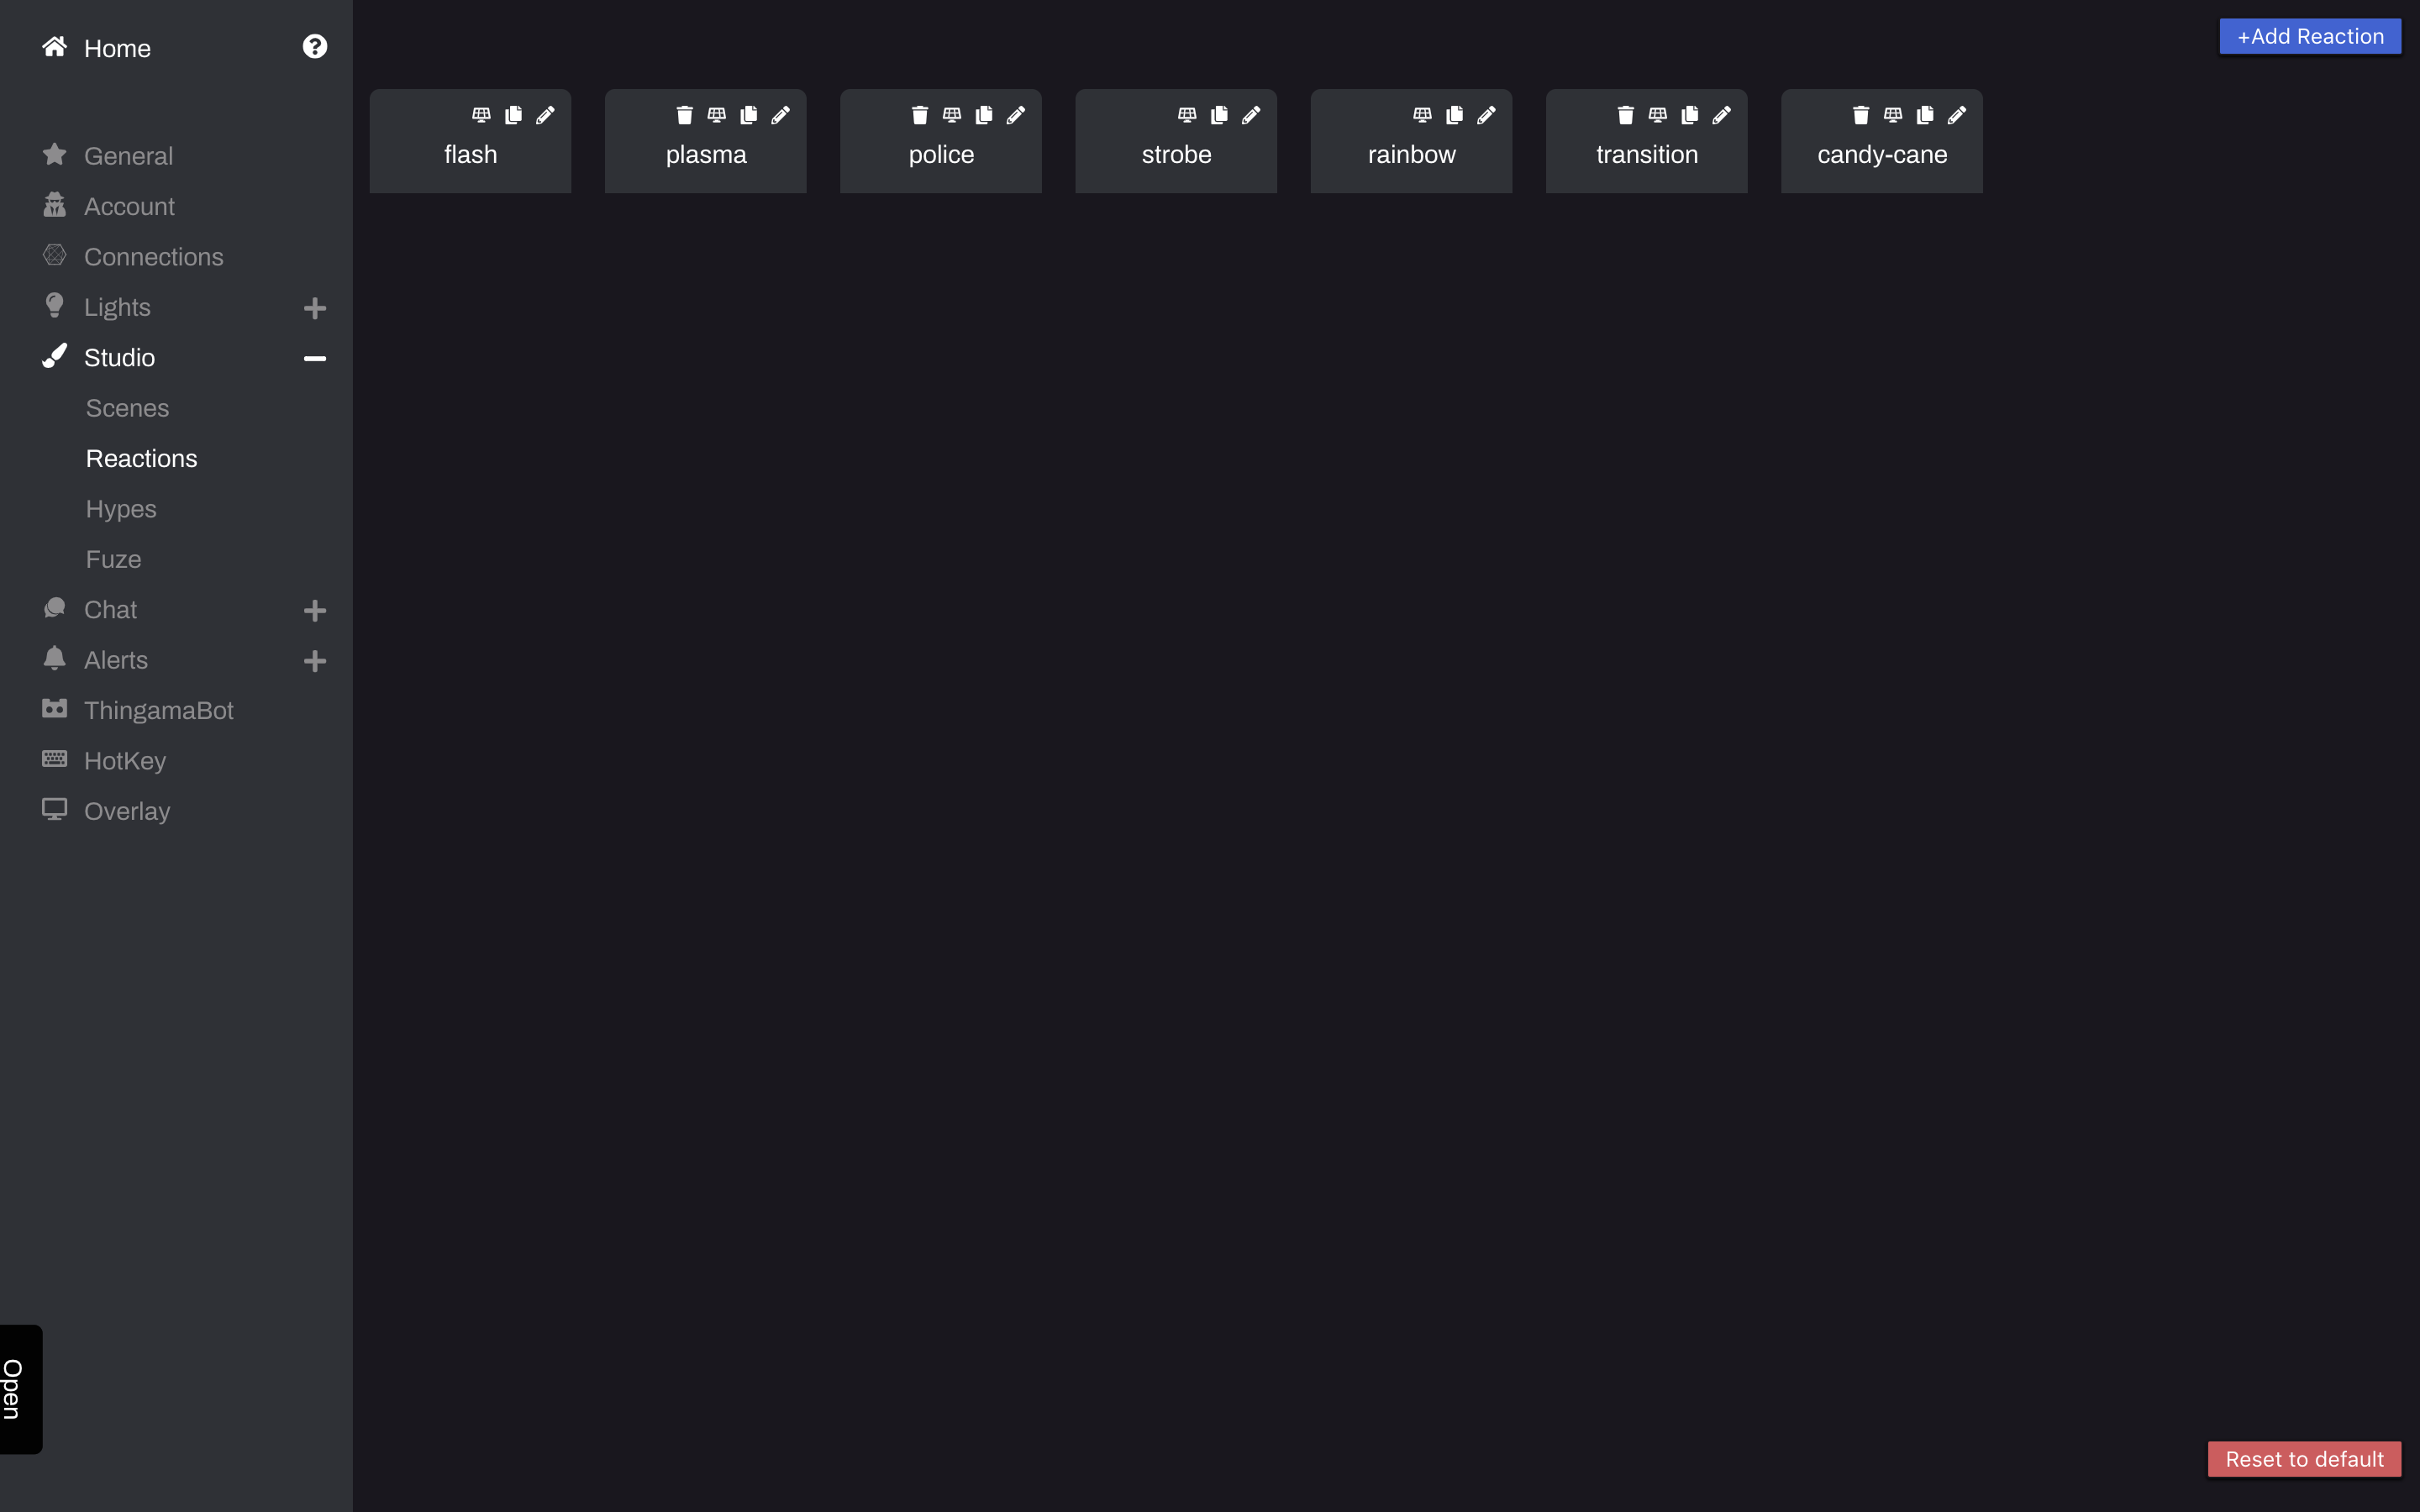 Home
General
Account
Connections
Lights
Studio
Scenes
Reactions
Hypes
Fuze
Chat
Alerts
ThingamaBot
HotKey
Overlay
Open
+Add Reaction
flash
plasma
police
strobe
rainbow
transition
candy-cane
Reset to default